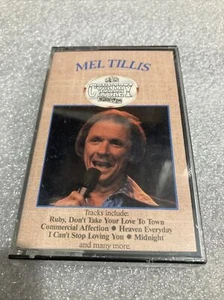 MEL TILLIS
COUNTRY
Tracks include:
Ruby, Don't Take Your Love To Town
Commercial Affection • Heaven Everyday
I Can't Stop Loving You • Midnight
and many more.